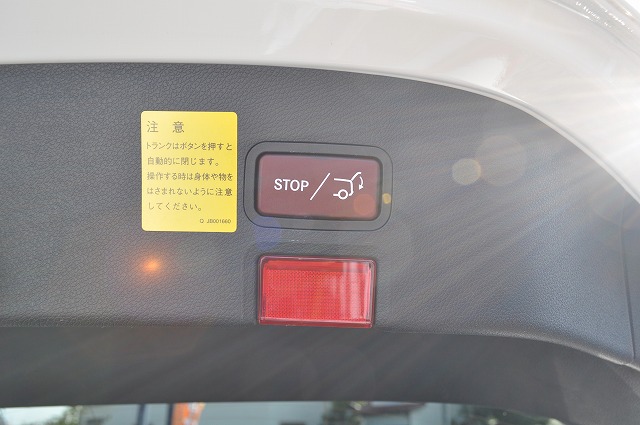 注 意
トランクはボタンを押すと
自動的に閉じます。
操作する時は身体や物を
はさまれないように注意
してください。
JB001660
STOP /